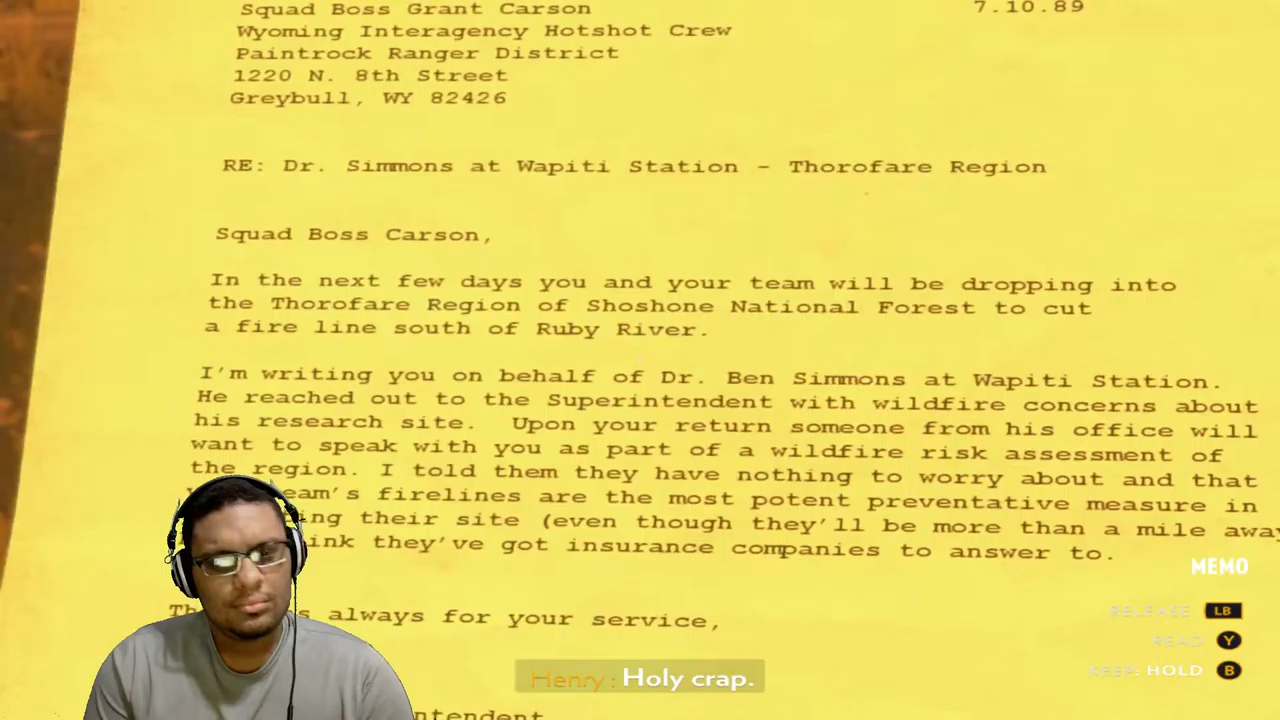 Squad Boss Grant Carson 7.10.89
Wyoming Interagency Hotshot Crew
Paintrock Ranger District
1220 N. 8th Street
Greybull, WY 82426
RE: Dr. Simmons at Wapiti Station - Thorofare Region
Squad Boss Carson,
In the next few days you and your team will be dropping into
the Thorofare Region of Shoshone National Forest to cut
a fire line south of Ruby River.
I'm writing you on behalf of Dr. Ben Simmons at Wapiti Station.
He reached out to the Superintendent with wildfire concerns about
his research site. Upon your return someone from his office will
want to speak with you as part of a wildfire risk assessment of
the region. I told them they have nothing to worry about and that
team's firelines are the most potent preventative measure in
their site (even though they'll be more than a mile away
they've got insurance companies to answer to.
always for your service,
MEMO
RELEASE LB
READ Y
KEEP: HOLD B
Henry: Holy crap.